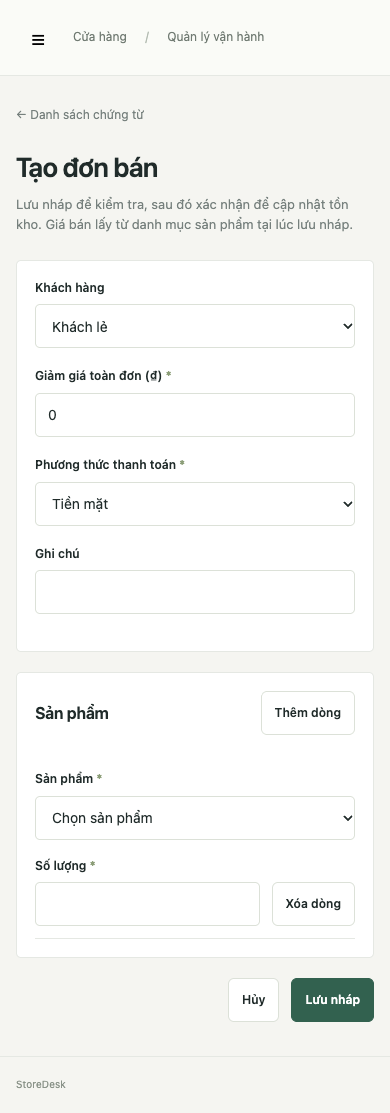 Cửa hàng / Quản lý vận hành
← Danh sách chứng từ
Tạo đơn bán
Lưu nháp để kiểm tra, sau đó xác nhận để cập nhật tồn
kho. Giá bán lấy từ danh mục sản phẩm tại lúc lưu nháp.
Khách hàng
Khách lẻ
Giảm giá toàn đơn (₫) *
0
Phương thức thanh toán *
Tiền mặt
Ghi chú
Sản phẩm
Thêm dòng
Sản phẩm *
Chọn sản phẩm
Số lượng *
Xóa dòng
Hủy
Lưu nháp
StoreDesk